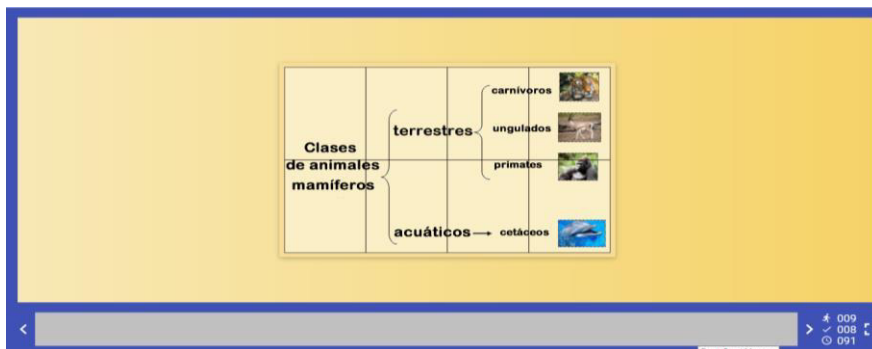 Clases
de animales
mamíferos
terrestres
carnívoros
ungulados
primates
acuáticos
cetáceos
009
008
091